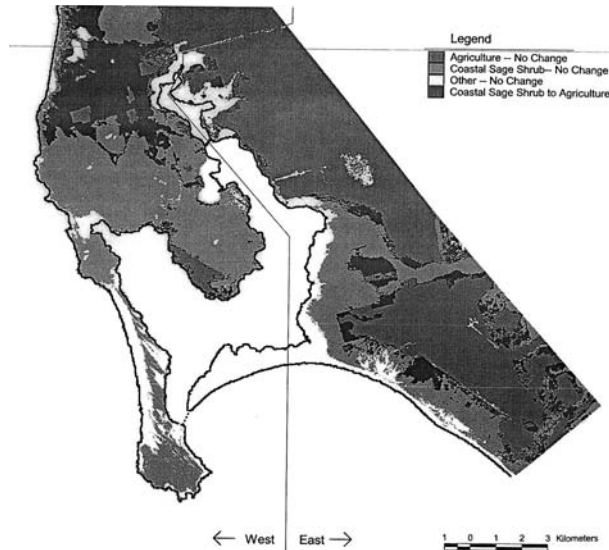 Legend
Agriculture -- No Change
Coastal Sage Shrub-- No Change
Other -- No Change
Coastal Sage Shrub to Agriculture
← West East →
1 0 1 2 3 Kilometers